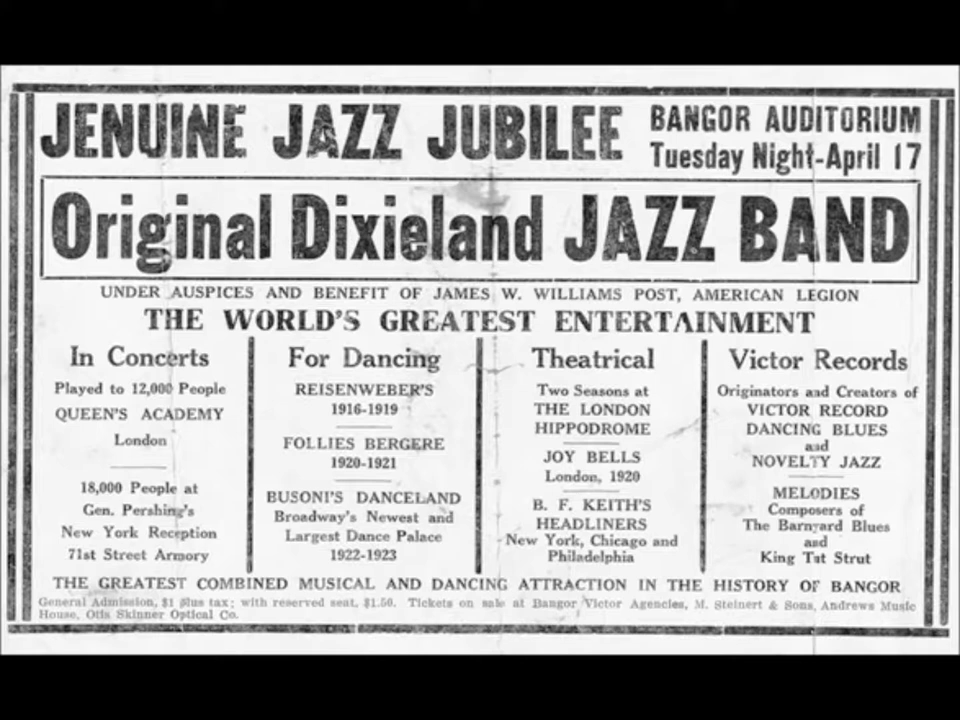 JENUINE JAZZ JUBILEE
BANGOR AUDITORIUM
Tuesday Night-April 17
Original Dixieland JAZZ BAND
UNDER AUSPICES AND BENEFIT OF JAMES W. WILLIAMS POST, AMERICAN LEGION
THE WORLD'S GREATEST ENTERTAINMENT
In Concerts
Played to 12,000 People
QUEEN'S ACADEMY
London
18,000 People at
Gen. Pershing's
New York Reception
71st Street Armory
For Dancing
REISENWEBER'S
1916-1919
FOLLIES BERGERE
1920-1921
BUSONI'S DANCELAND
Broadway's Newest and
Largest Dance Palace
1922-1923
Theatrical
Two Seasons at
THE LONDON
HIPPODROME
JOY BELLS
London, 1920
B. F. KEITH'S
HEADLINERS
New York, Chicago and
Philadelphia
Victor Records
Originators and Creators of
VICTOR RECORD
DANCING BLUES
and
NOVELTY JAZZ
MELODIES
Composers of
The Barnyard Blues
and
King Tut Strut
THE GREATEST COMBINED MUSICAL AND DANCING ATTRACTION IN THE HISTORY OF BANGOR
General Admission, $1 plus tax; with reserved seat, $1.50. Tickets on sale at Bangor Victor Agencies, M. Steinert & Sons, Andrews Music
House, Otis Skinner Optical Co.